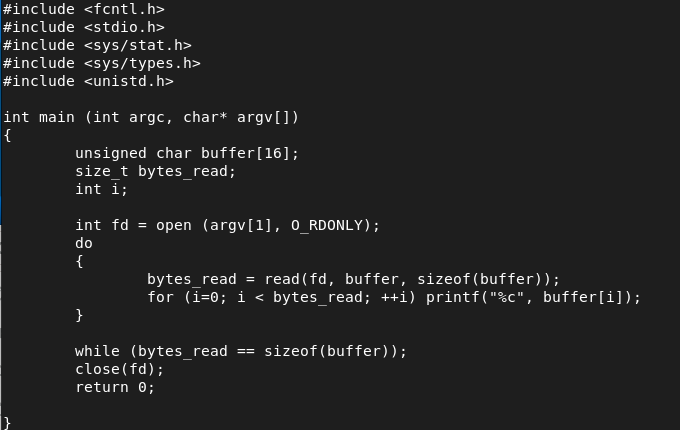 #include <fcntl.h>
#include <stdio.h>
#include <sys/stat.h>
#include <sys/types.h>
#include <unistd.h>

int main (int argc, char* argv[])
{
        unsigned char buffer[16];
        size_t bytes_read;
        int i;

        int fd = open (argv[1], O_RDONLY);
        do
        {
                bytes_read = read(fd, buffer, sizeof(buffer));
                for (i=0; i < bytes_read; ++i) printf("%c", buffer[i]);
        }

        while (bytes_read == sizeof(buffer));
        close(fd);
        return 0;

}